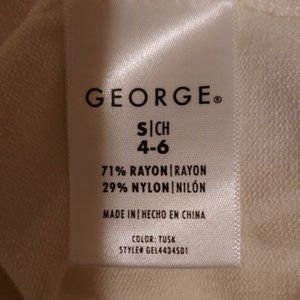 GEORGE®
S|CH
4-6
71% RAYON|RAYON
29% NYLON|NILÓN
MADE IN|HECHO EN CHINA
COLOR: TUSK
STYLE# GEL4434S01